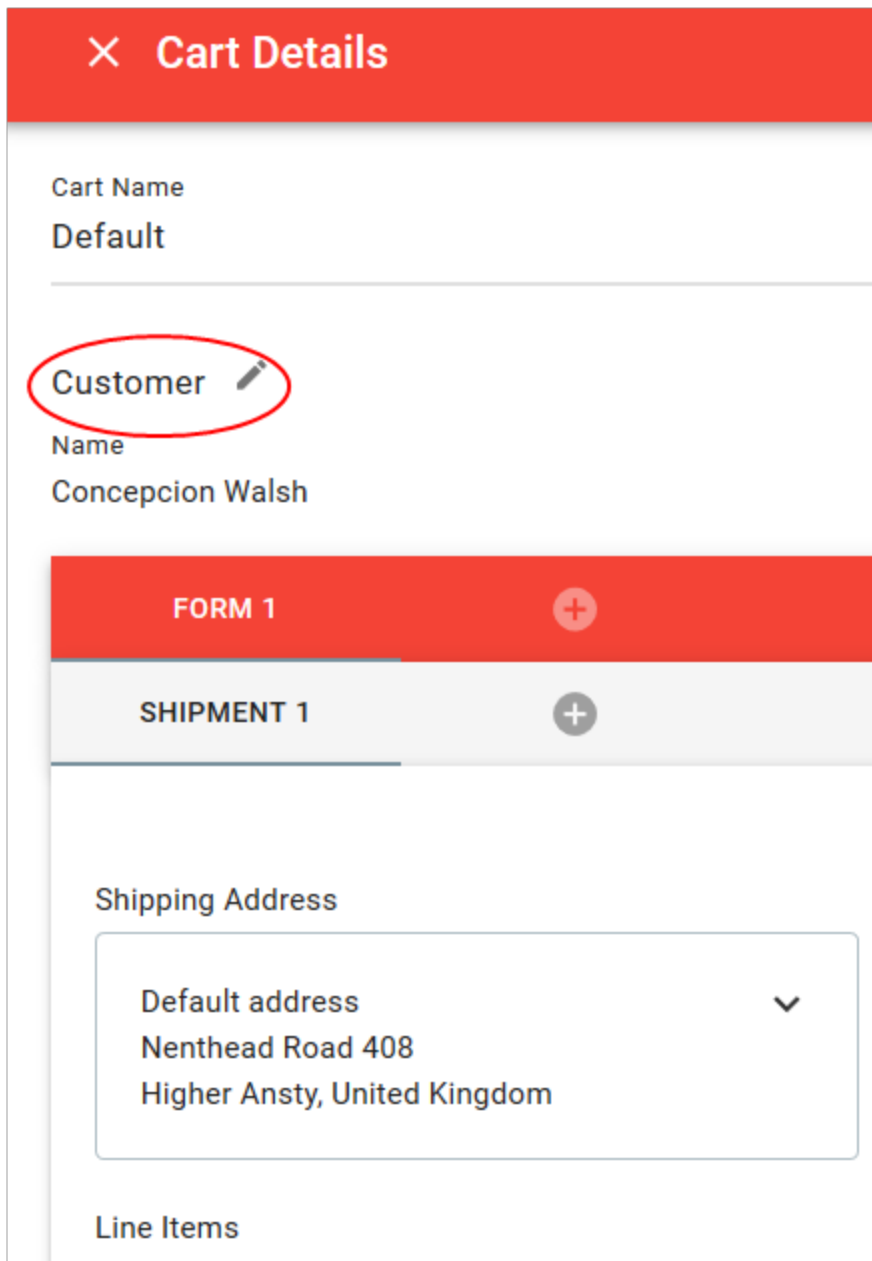 Cart Details
Cart Name
Default
Customer
Name
Concepcion Walsh
FORM 1
SHIPMENT 1
Shipping Address
Default address
Nenthead Road 408
Higher Ansty, United Kingdom
Line Items